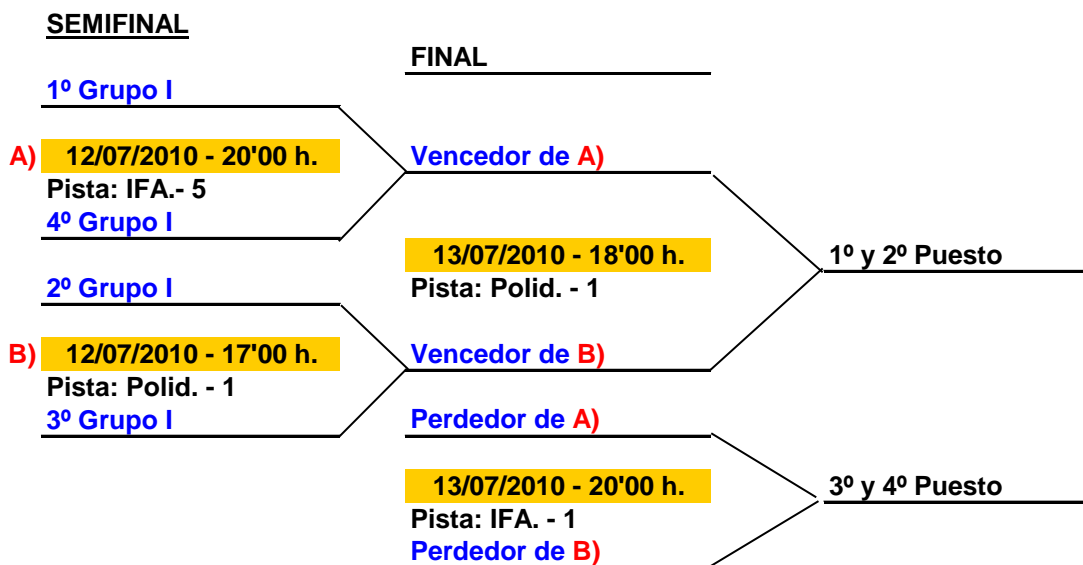 SEMIFINAL
FINAL
1º Grupo I
A) 12/07/2010 - 20'00 h.
Vencedor de A)
Pista: IFA.- 5
4º Grupo I
13/07/2010 - 18'00 h.
1º y 2º Puesto
2º Grupo I
Pista: Polid. - 1
B) 12/07/2010 - 17'00 h.
Vencedor de B)
Pista: Polid. - 1
3º Grupo I
Perdedor de A)
13/07/2010 - 20'00 h.
3º y 4º Puesto
Pista: IFA. - 1
Perdedor de B)